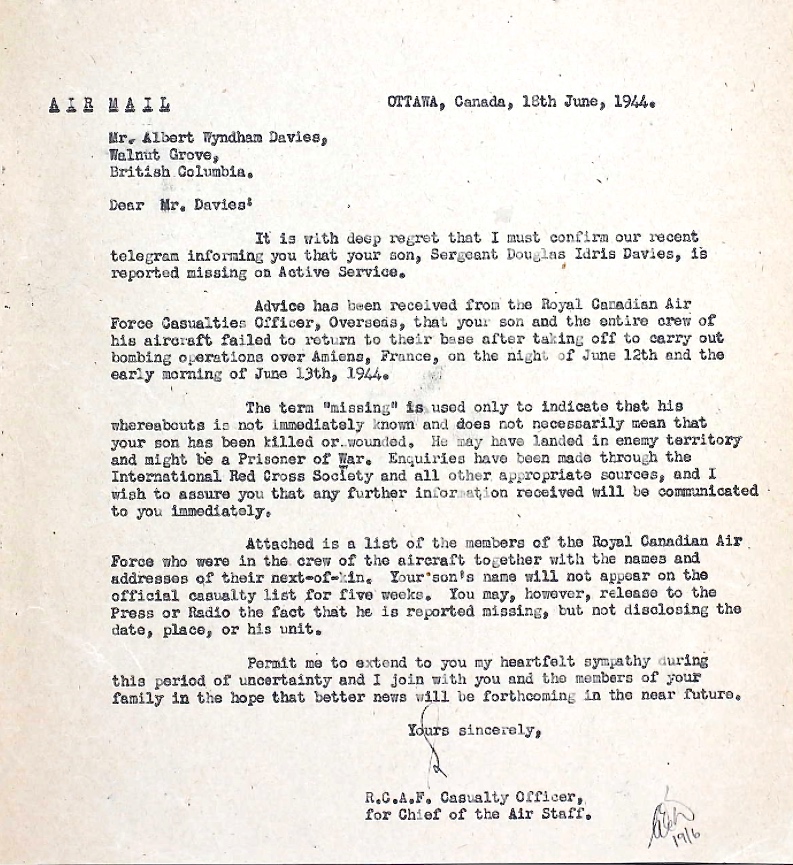 AIR MAIL
OTTAWA, Canada, 18th June, 1944.
Mr. Albert Wyndham Davies,
Walnut Grove,
British Columbia.
Dear Mr. Davies:
It is with deep regret that I must confirm our recent
telegram informing you that your son, Sergeant Douglas Idris Davies, is
reported missing on Active Service.
Advice has been received from the Royal Canadian Air
Force Casualties Officer, Overseas, that your son and the entire crew of
his aircraft failed to return to their base after taking off to carry out
bombing operations over Amiens, France, on the night of June 12th and the
early morning of June 13th, 1944.
The term "missing" is used only to indicate that his
whereabouts is not immediately known and does not necessarily mean that
your son has been killed or wounded. He may have landed in enemy territory
and might be a Prisoner of War. Enquiries have been made through the
International Red Cross Society and all other appropriate sources, and I
wish to assure you that any further information received will be communicated
to you immediately.
Attached is a list of the members of the Royal Canadian Air
Force who were in the crew of the aircraft together with the names and
addresses of their next-of-kin. Your son's name will not appear on the
official casualty list for five weeks. You may, however, release to the
Press or Radio the fact that he is reported missing, but not disclosing the
date, place, or his unit.
Permit me to extend to you my heartfelt sympathy during
this period of uncertainty and I join with you and the members of your
family in the hope that better news will be forthcoming in the near future.
Yours sincerely,
R.C.A.F. Casualty Officer,
for Chief of the Air Staff.
19/6